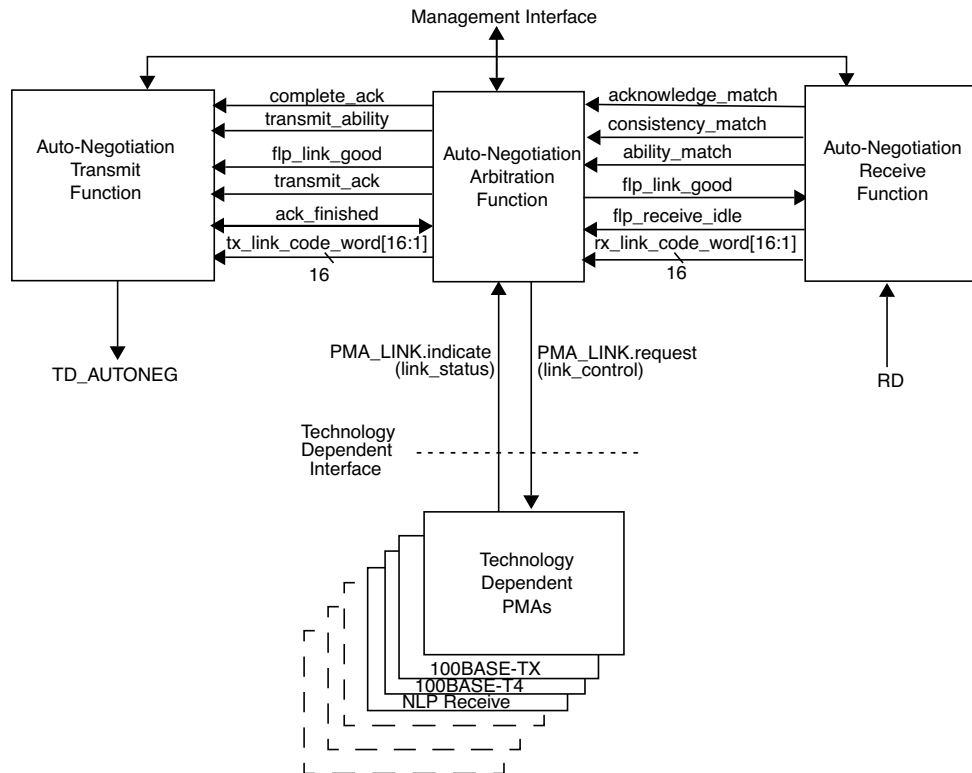 Management Interface
Auto-Negotiation
Transmit
Function
complete_ack
transmit_ability
flp_link_good
transmit_ack
ack_finished
tx_link_code_word[16:1]
16
Auto-Negotiation
Arbitration
Function
acknowledge_match
consistency_match
ability_match
flp_link_good
flp_receive_idle
rx_link_code_word[16:1]
16
Auto-Negotiation
Receive
Function
TD_AUTONEG
PMA_LINK.indicate
(link_status)
PMA_LINK.request
(link_control)
RD
Technology
Dependent
Interface
Technology
Dependent
PMAs
100BASE-TX
100BASE-T4
NLP Receive